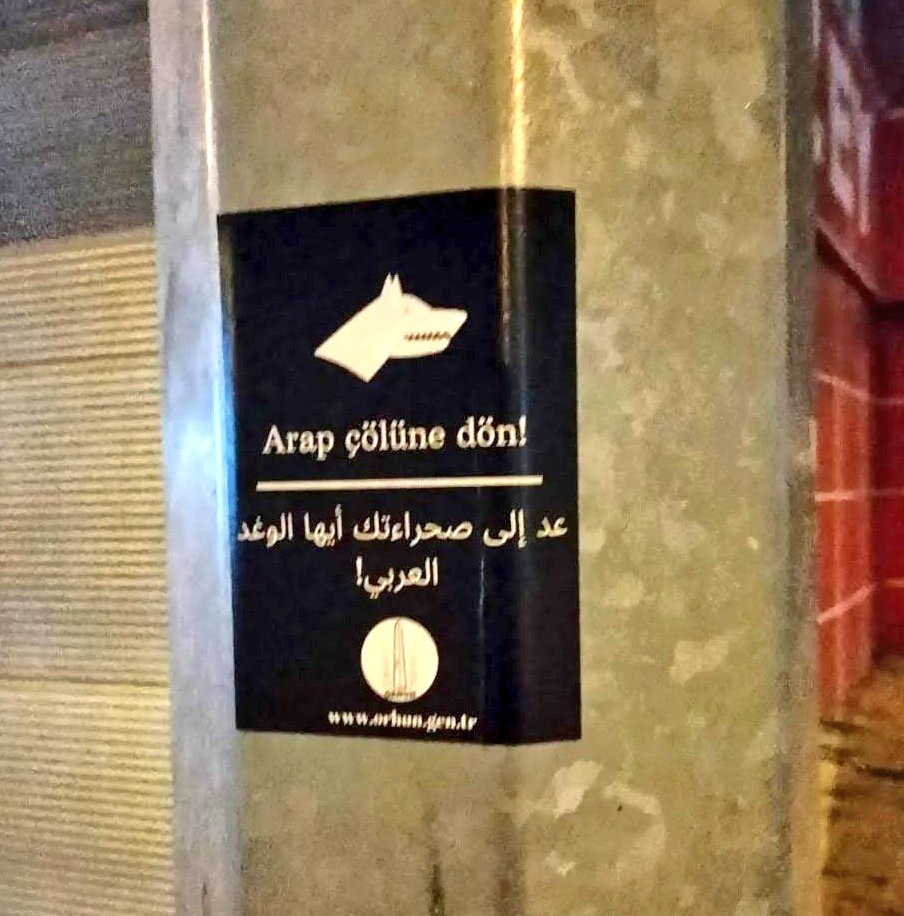 Arap çölüne dön!
عد إلى صحراءتك أيها الوغد
العربي!
www.orhun.gen.tr